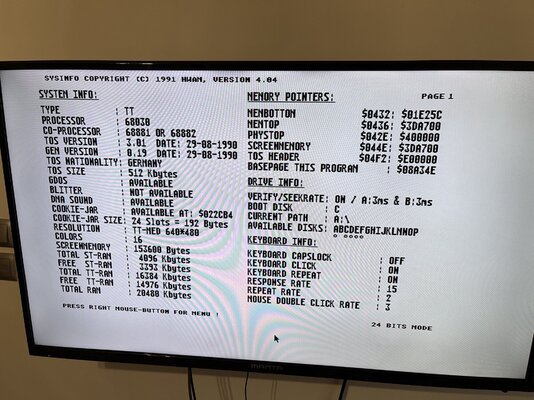 SYSINFO COPYRIGHT (C) 1991 HWAM, VERSION 4.04
SYSTEM INFO:
TYPE : TT
PROCESSOR : 68030
CO-PROCESSOR : 68881 OR 68882
TOS VERSION : 3.01 DATE: 29-08-1990
GEM VERSION : 0.19 DATE: 29-08-1990
TOS NATIONALITY: GERMANY
TOS SIZE : 512 Kbytes
GDOS : AVAILABLE
BLITTER : NOT AVAILABLE
DMA SOUND : AVAILABLE
COOKIE-JAR : AVAILABLE AT: $022CB4
COOKIE-JAR SIZE: 24 Slots = 192 Bytes
RESOLUTION : TT-MED 640*480
COLORS : 16
SCREENMEMORY : 153600 Bytes
TOTAL ST-RAM : 4096 Kbytes
FREE ST-RAM : 3393 Kbytes
TOTAL TT-RAM : 16384 Kbytes
FREE TT-RAM : 14976 Kbytes
TOTAL RAM : 20480 Kbytes
PRESS RIGHT MOUSE-BUTTON FOR MENU !
MEMORY POINTERS: PAGE 1
MEMBOTTOM $0432: $01E25C
MEMTOP $0436: $3DA700
PHYSTOP $042E: $400000
SCREENMEMORY $044E: $3DA700
TOS HEADER $04F2: $E00000
BASEPAGE THIS PROGRAM : $08A34E
DRIVE INFO:
VERIFY/SEEKRATE: ON / A:3ms & B:3ms
BOOT DISK : C
CURRENT PATH : A:\
AVAILABLE DISKS: ABCDEFGHIJKLMNOP
KEYBOARD INFO:
KEYBOARD CAPSLOCK : OFF
KEYBOARD CLICK : ON
KEYBOARD REPEAT : ON
RESPONSE RATE : 15
REPEAT RATE : 2
MOUSE DOUBLE CLICK RATE : 3
24 BITS MODE
MANTA